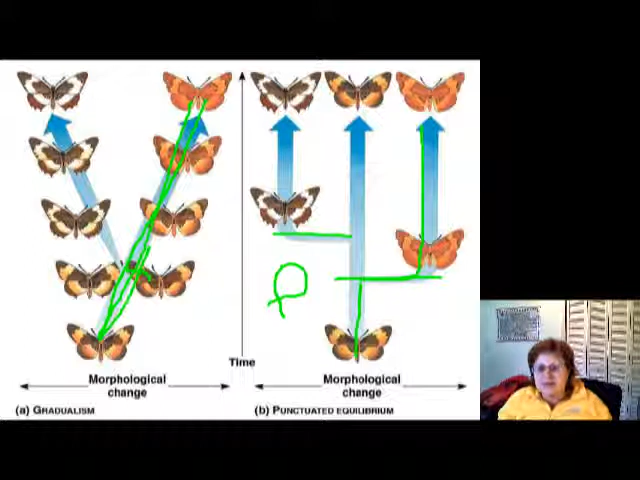 Time
Morphological
change
(a) GRADUALISM
Morphological
change
(b) PUNCTUATED EQUILIBRIUM
P